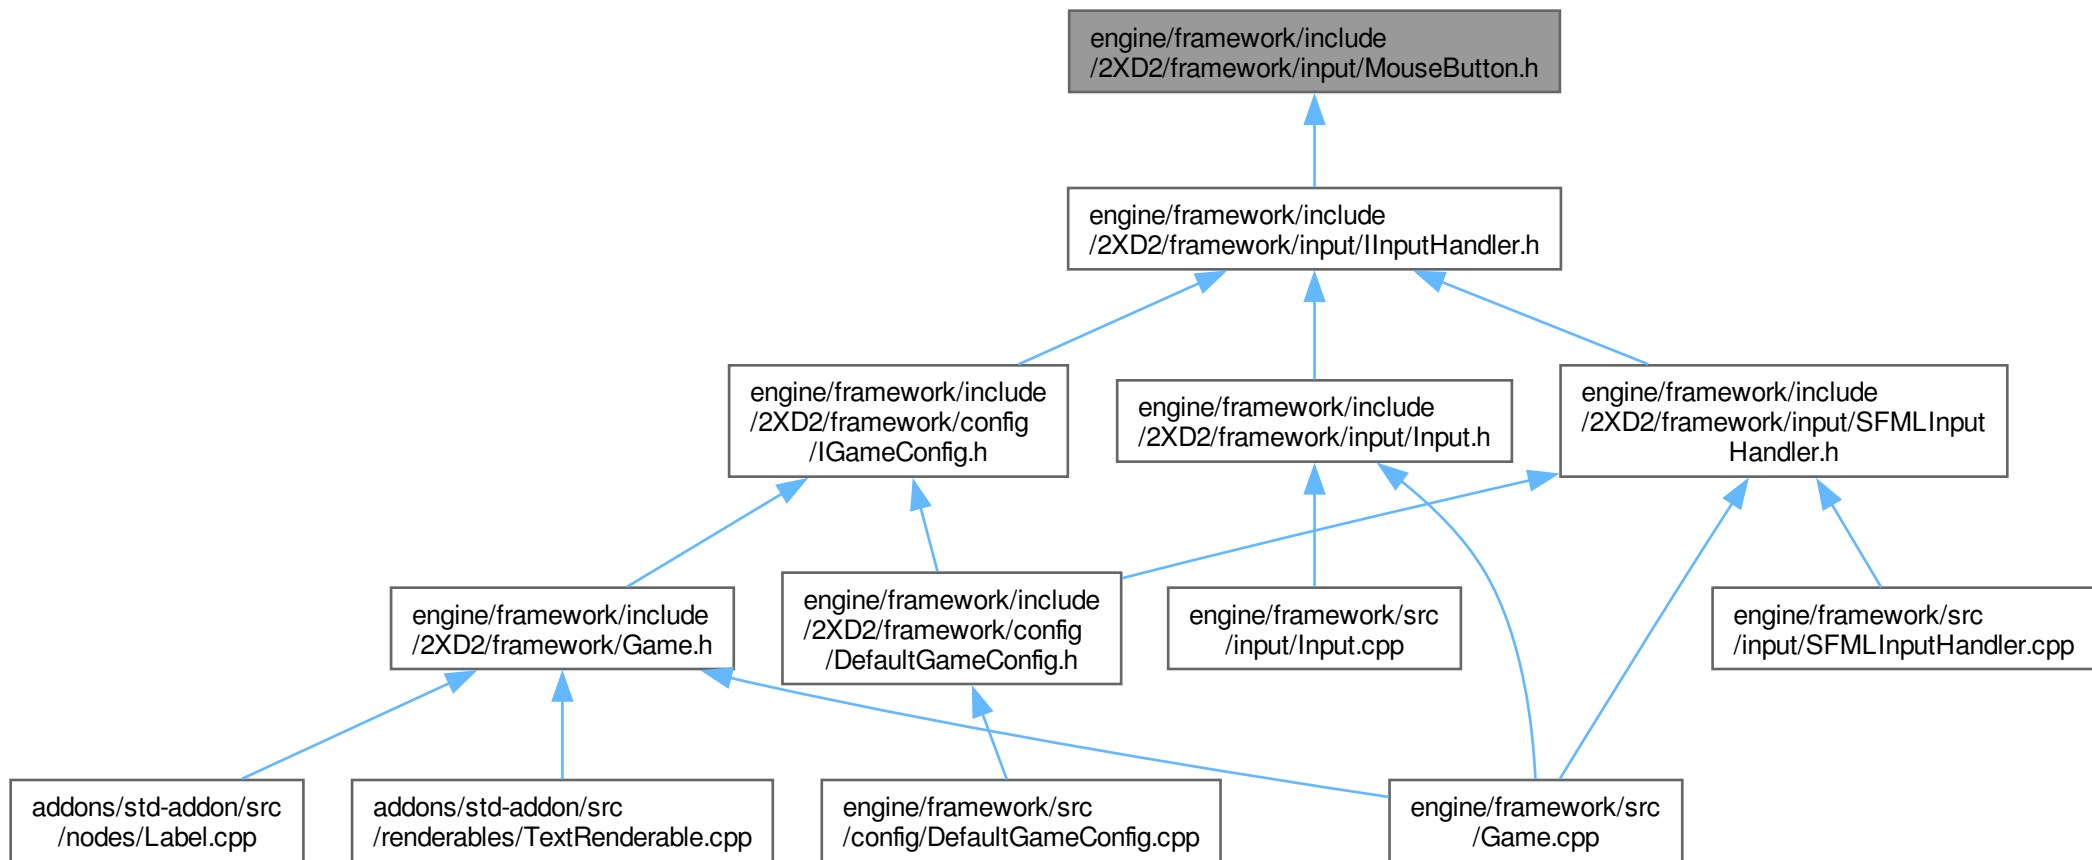 engine/framework/include
/2XD2/framework/input/MouseButton.h
engine/framework/include
/2XD2/framework/input/IInputHandler.h
engine/framework/include
/2XD2/framework/config
/IGameConfig.h
engine/framework/include
/2XD2/framework/input/Input.h
engine/framework/include
/2XD2/framework/input/SFMLInput
Handler.h
engine/framework/include
/2XD2/framework/Game.h
engine/framework/include
/2XD2/framework/config
/DefaultGameConfig.h
engine/framework/src
/input/Input.cpp
engine/framework/src
/input/SFMLInputHandler.cpp
addons/std-addon/src
/nodes/Label.cpp
addons/std-addon/src
/renderables/TextRenderable.cpp
engine/framework/src
/config/DefaultGameConfig.cpp
engine/framework/src
/Game.cpp